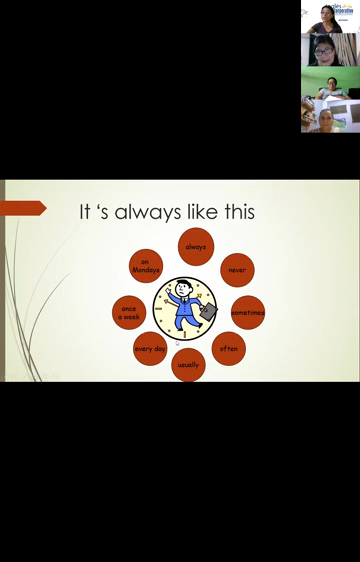 It 's always like this
always
on
Mondays
never
once
a week
sometimes
every day
often
usually